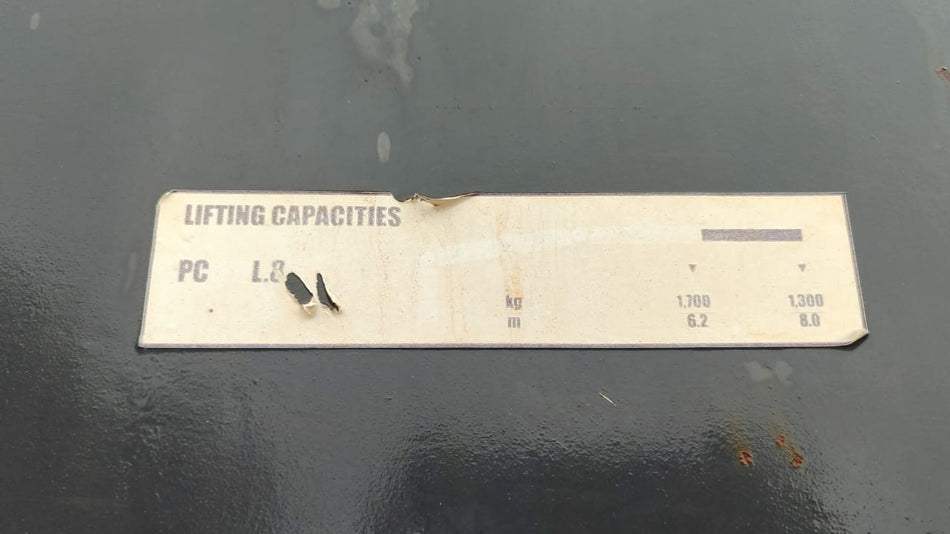 LIFTING CAPACITIES
PC L.8
kg 1,700 1,300
m 6.2 8.0